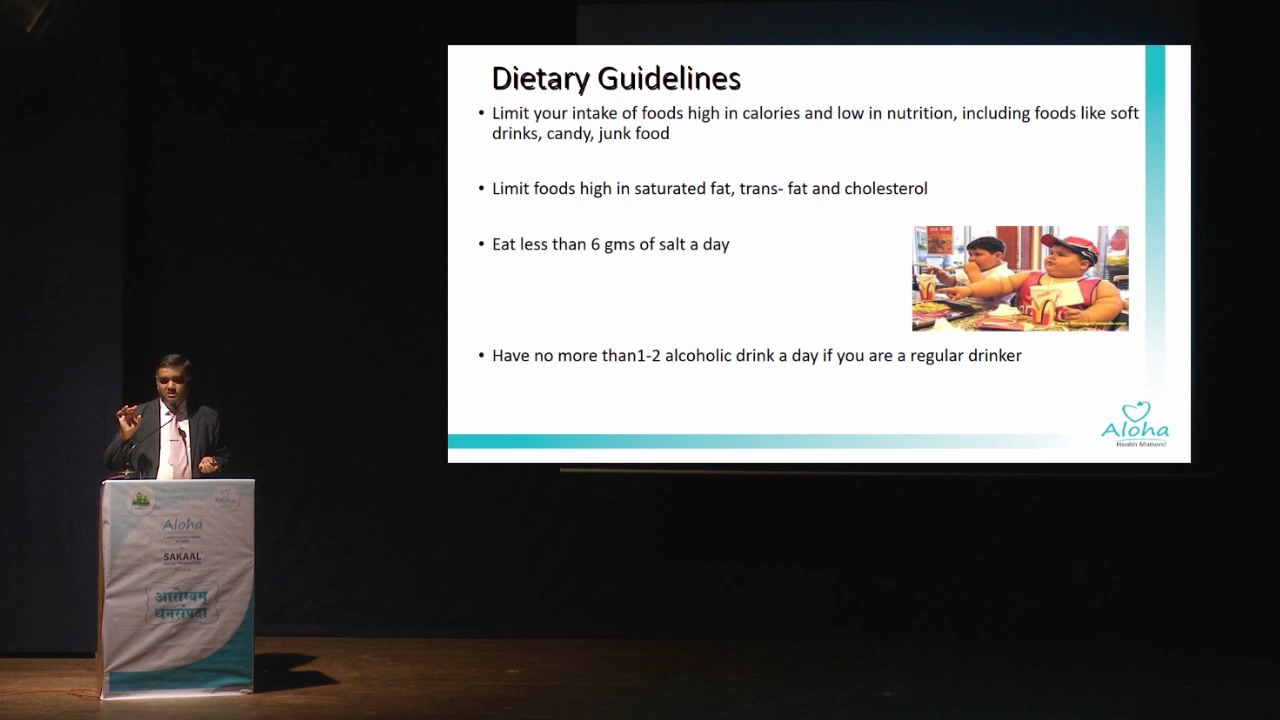 Dietary Guidelines
• Limit your intake of foods high in calories and low in nutrition, including foods like soft
drinks, candy, junk food
• Limit foods high in saturated fat, trans- fat and cholesterol
• Eat less than 6 gms of salt a day
• Have no more than1-2 alcoholic drink a day if you are a regular drinker
Aloha
Health Matters!
Aloha
Aloha
SAKAAL
आरोग्यम्
धनसंपदा